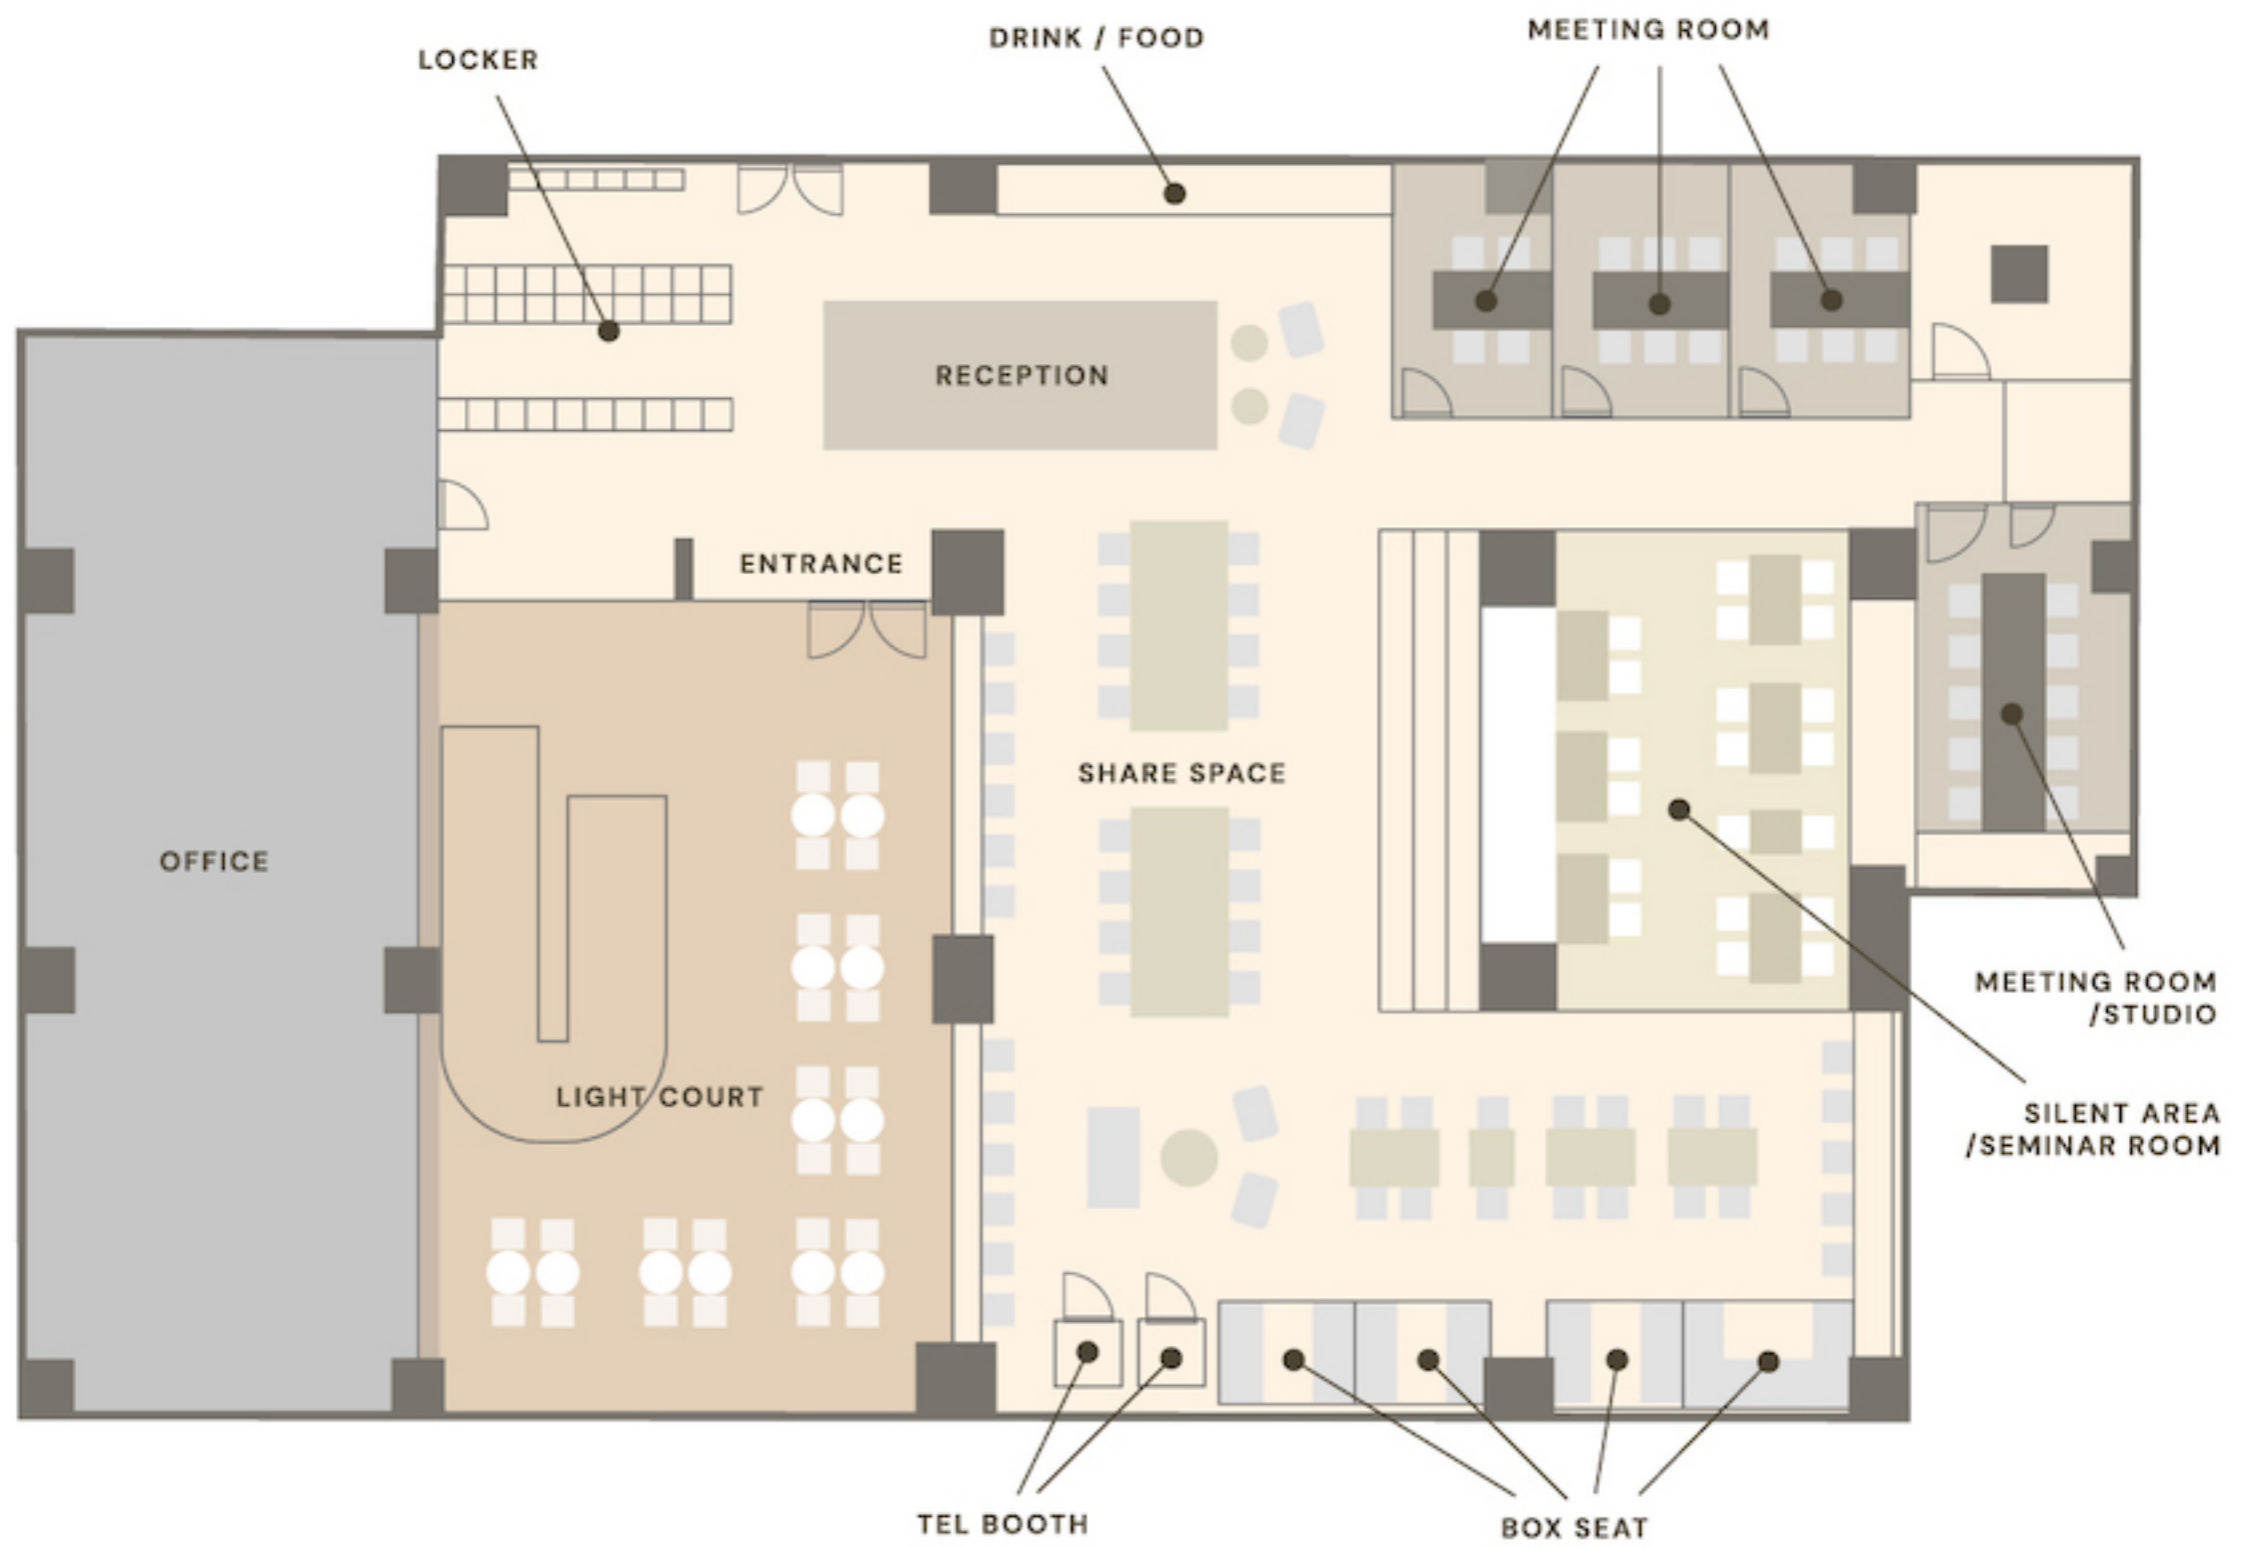 LOCKER
DRINK / FOOD
MEETING ROOM
RECEPTION
ENTRANCE
SHARE SPACE
OFFICE
LIGHT COURT
MEETING ROOM
/STUDIO
SILENT AREA
/SEMINAR ROOM
TEL BOOTH
BOX SEAT